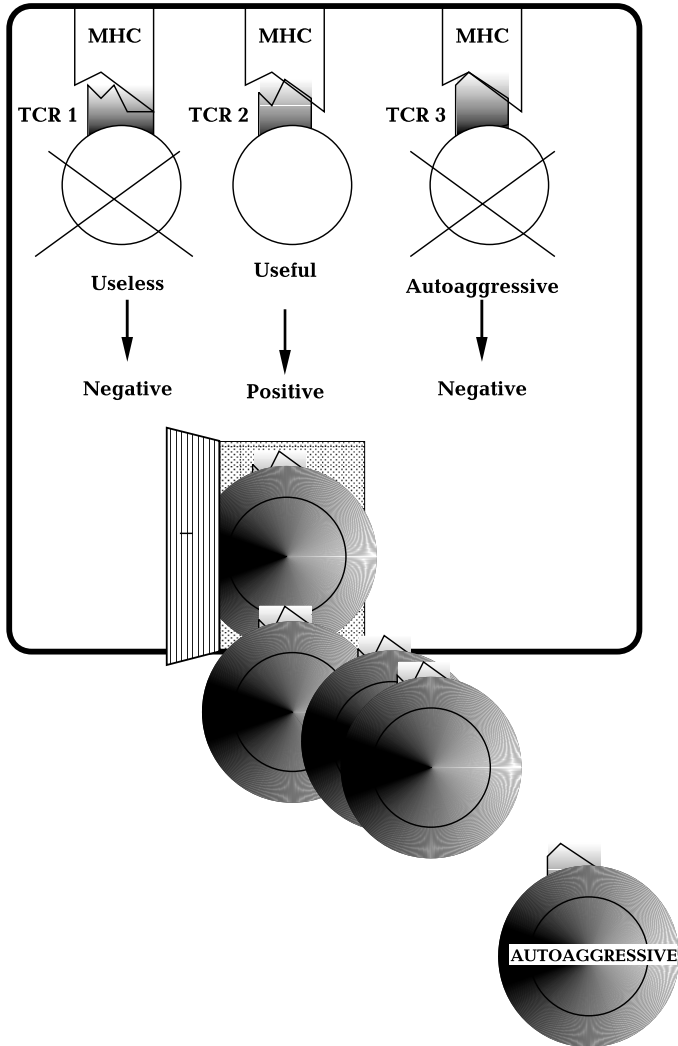 MHC MHC MHC
TCR 1 TCR 2 TCR 3
Useless Useful Autoaggressive
Negative Positive Negative
AUTOAGGRESSIVE